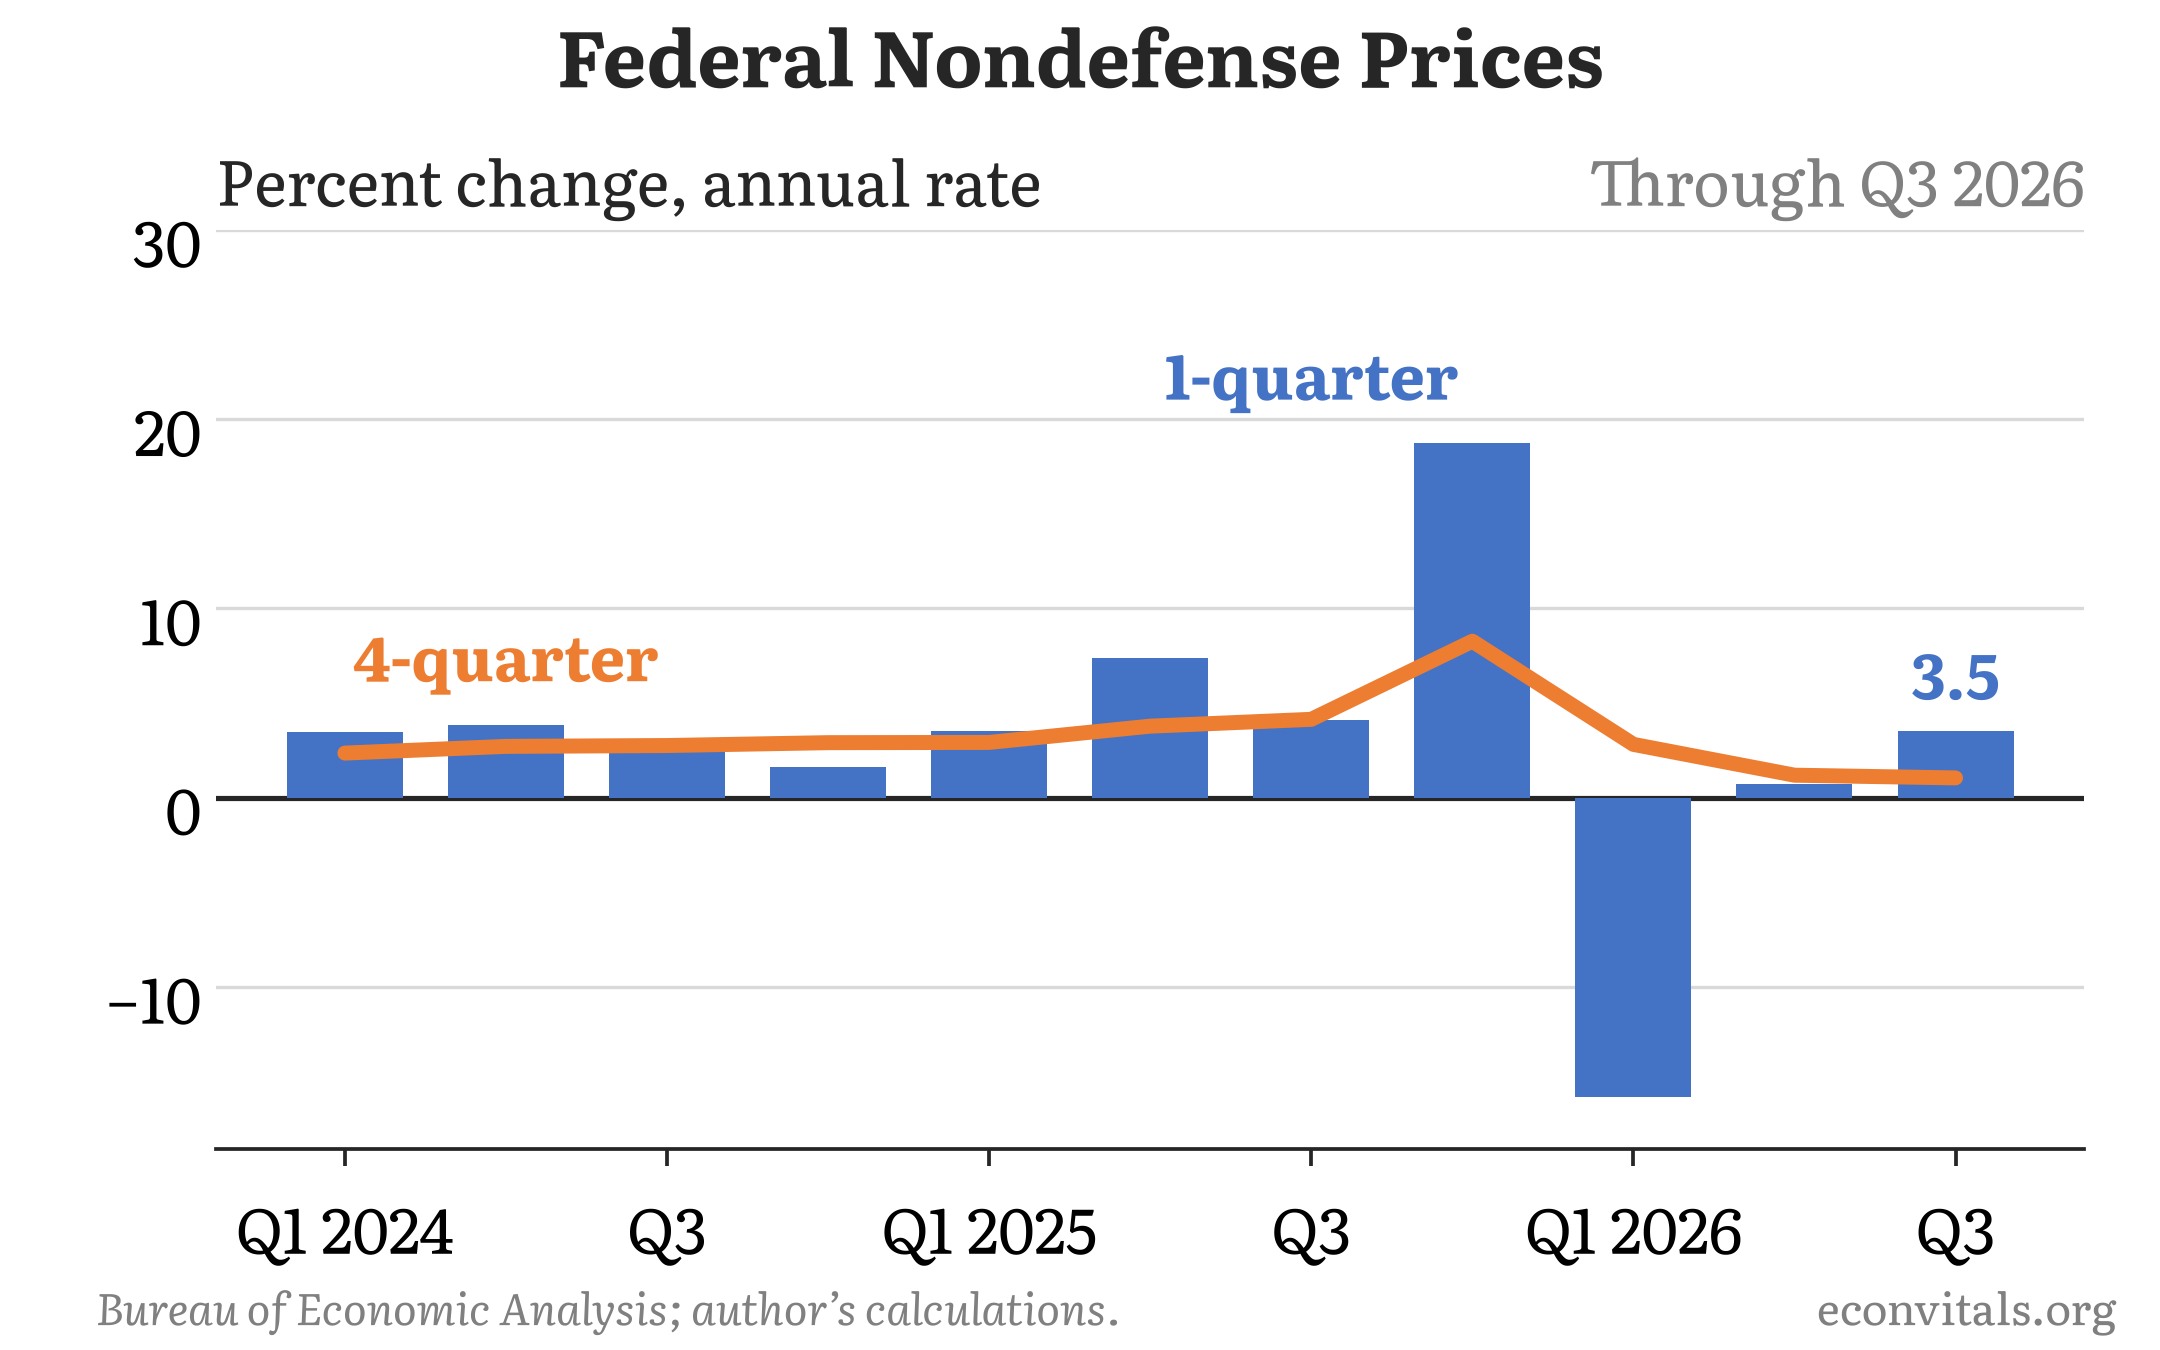 Federal Nondefense Prices
Percent change, annual rate
Through Q3 2026
30
1-quarter
20
10
4-quarter
3.5
0
–10
Q1 2024 Q3 Q1 2025 Q3 Q1 2026 Q3
Bureau of Economic Analysis; author’s calculations.
econvitals.org